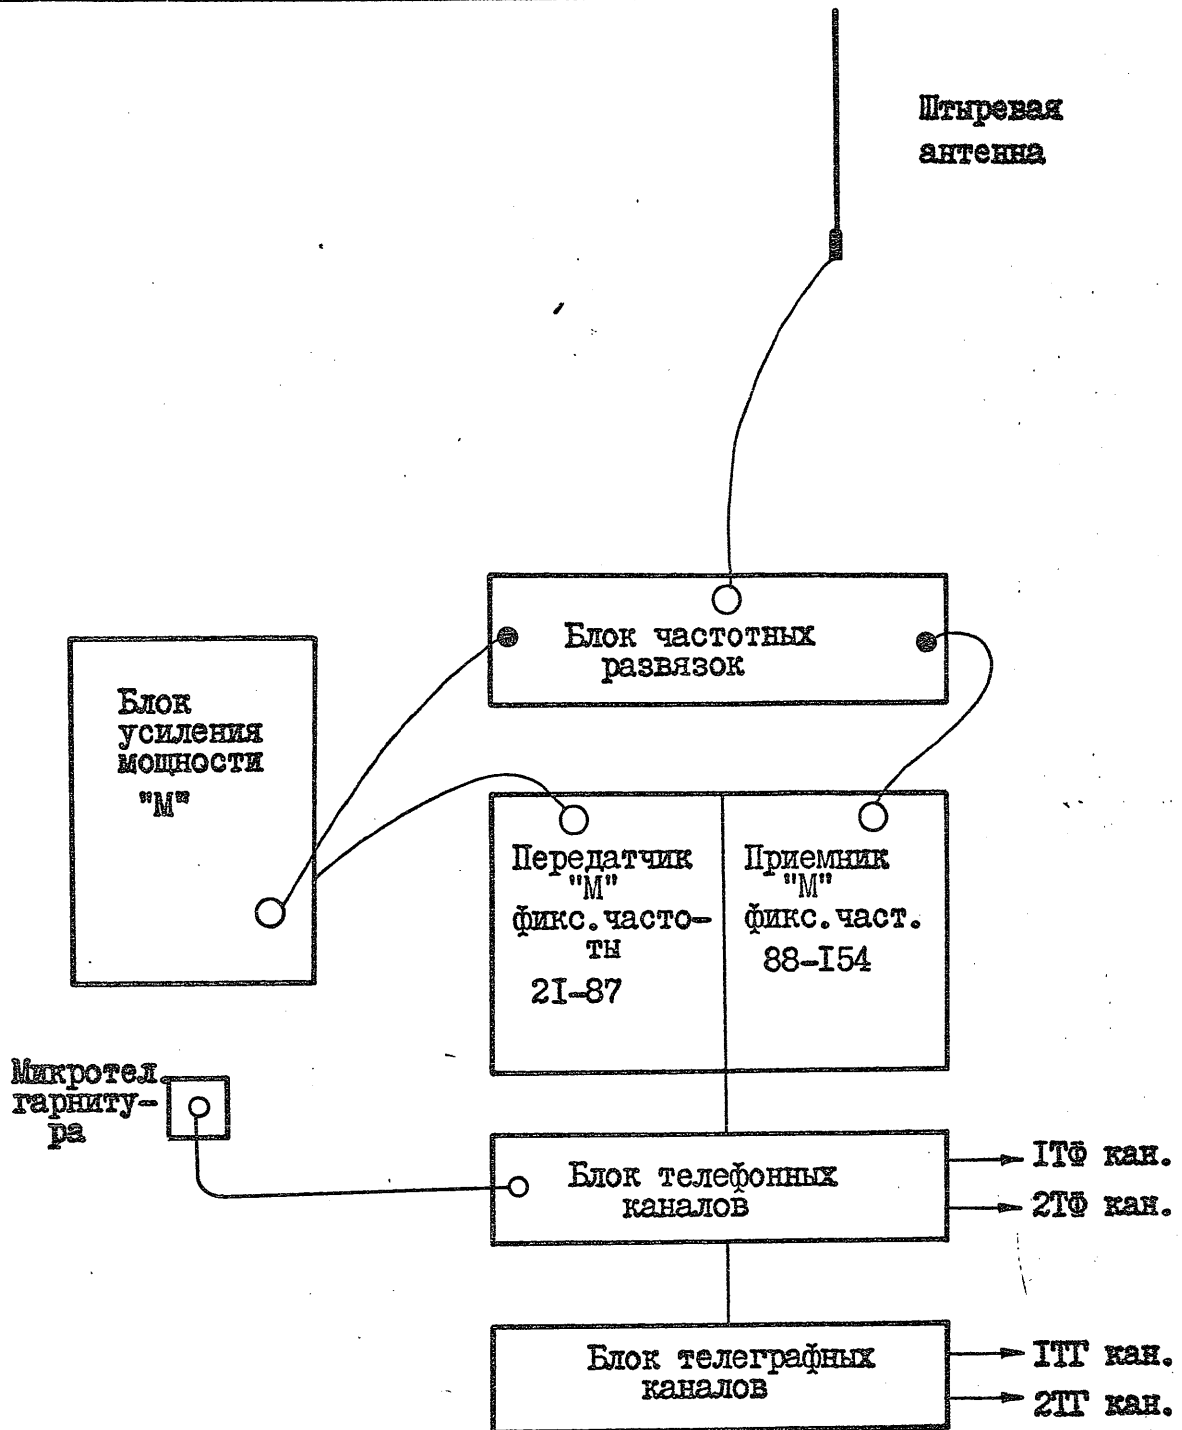 Штыревая
антенна
Блок частотных
развязок
Блок
усиления
мощности
"М"
Передатчик
"М"
фикс.часто-
ты
21-87
Приемник
"М"
фикс.част.
88-154
Микротел.
гарниту-
ра
Блок телефонных
каналов
1ТФ кан.
2ТФ кан.
Блок телеграфных
каналов
1ТГ кан.
2ТГ кан.